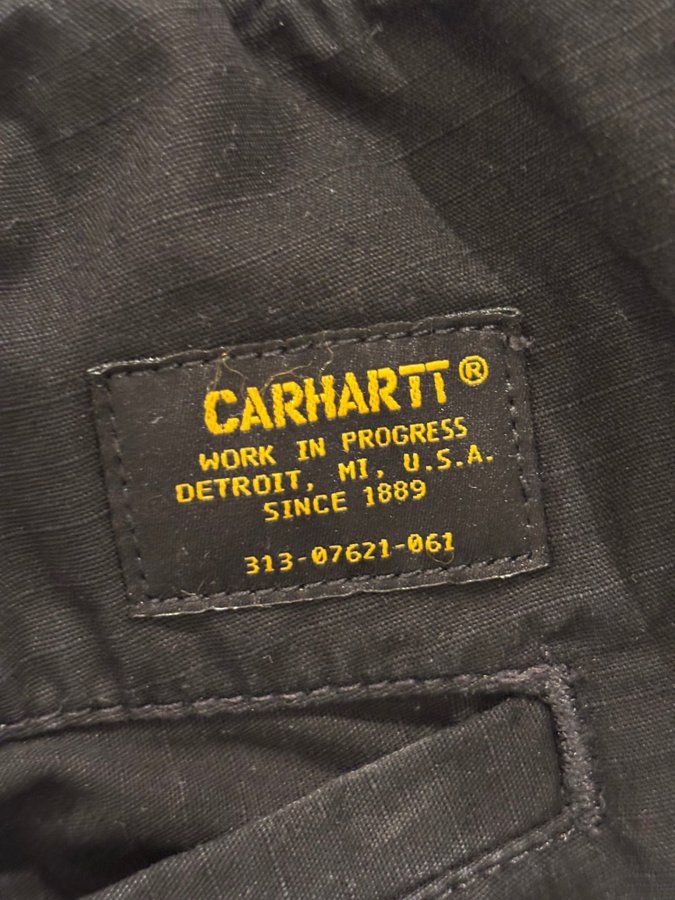 CARHARTT®
WORK IN PROGRESS
DETROIT, MI, U.S.A.
SINCE 1889
313-07621-061